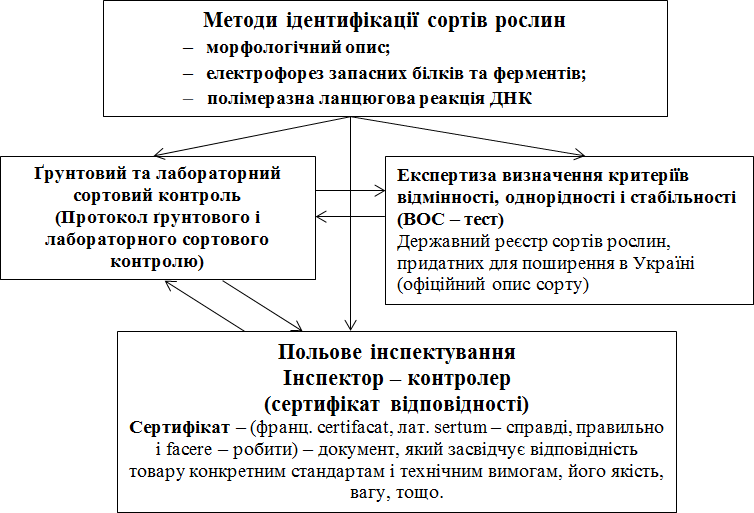 Методи ідентифікації сортів рослин
– морфологічний опис;
– електрофорез запасних білків та ферментів;
– полімеразна ланцюгова реакція ДНК
Ґрунтовий та лабораторний
сортовий контроль
(Протокол ґрунтового і
лабораторного сортового
контролю)
Експертиза визначення критеріїв
відмінності, однорідності і стабільності
(ВОС – тест)
Державний реєстр сортів рослин,
придатних для поширення в Україні
(офіційний опис сорту)
Польове інспектування
Інспектор – контролер
(сертифікат відповідності)
Сертифікат – (франц. certifacat, лат. sertum – справді, правильно
і facere – робити) – документ, який засвідчує відповідність
товару конкретним стандартам і технічним вимогам, його якість,
вагу, тощо.